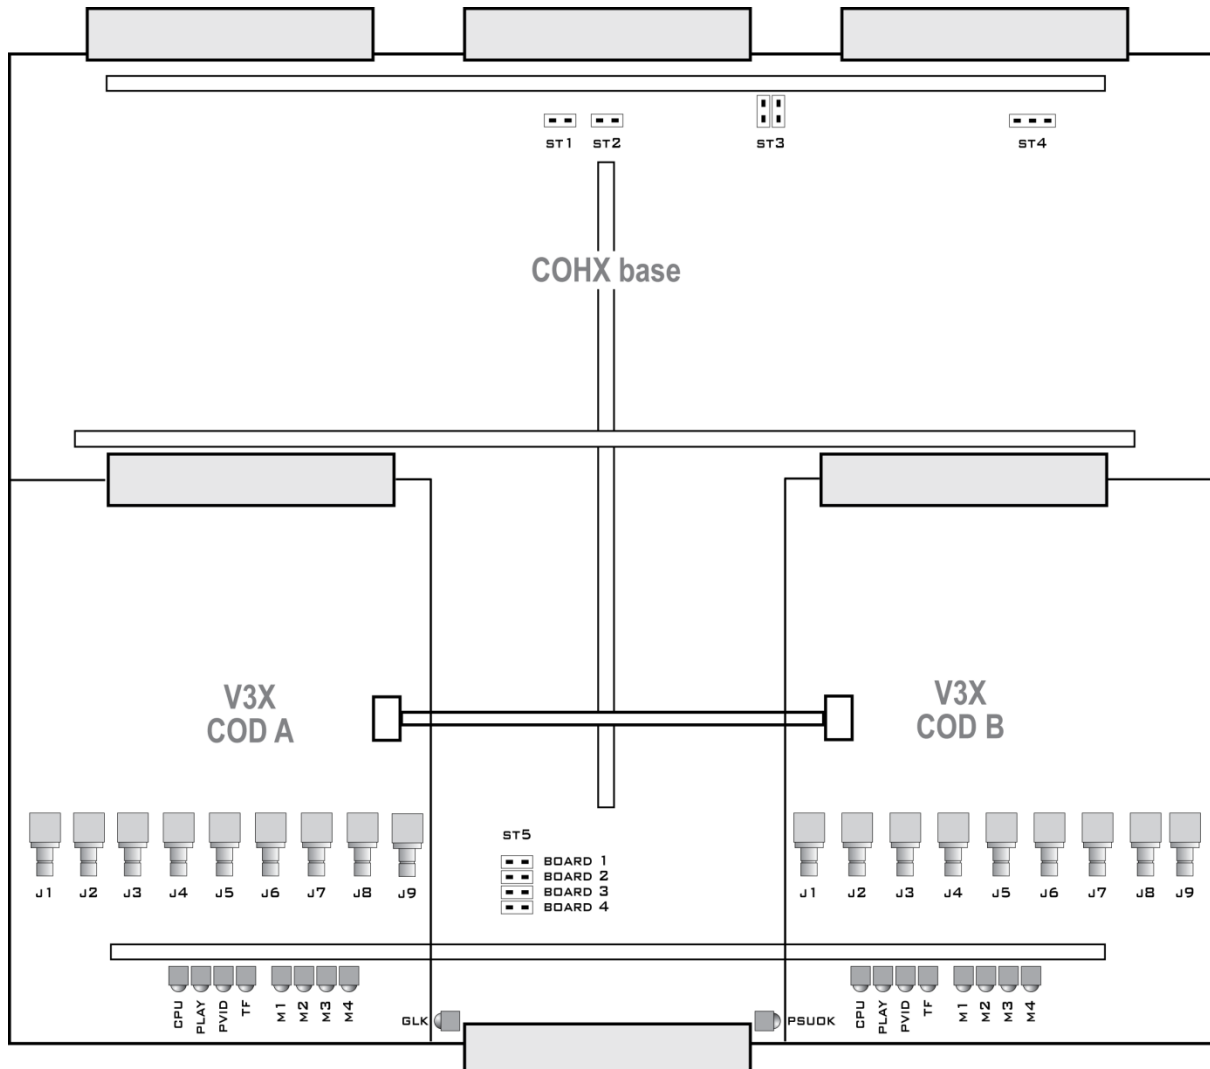 ST1 ST2 ST3 ST4
COHX base
V3X
COD A
V3X
COD B
ST5
BOARD 1
BOARD 2
BOARD 3
BOARD 4
J1 J2 J3 J4 J5 J6 J7 J8 J9
J1 J2 J3 J4 J5 J6 J7 J8 J9
CPU PLAY PVID TF M1 M2 M3 M4
GLK
PSUOK
CPU PLAY PVID TF M1 M2 M3 M4